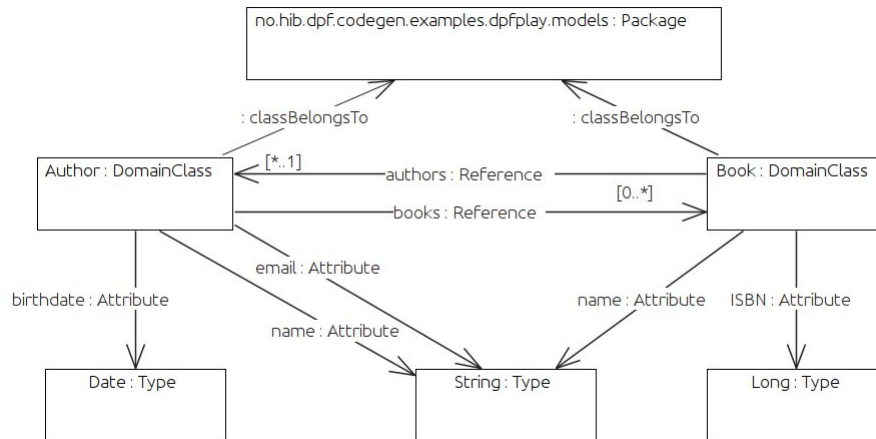 no.hib.dpf.codegen.examples.dpfplay.models : Package
: classBelongsTo
: classBelongsTo
Author : DomainClass
[*..1]
authors : Reference
Book : DomainClass
[0..*]
books : Reference
email : Attribute
birthdate : Attribute
name : Attribute
ISBN : Attribute
name : Attribute
Date : Type
String : Type
Long : Type